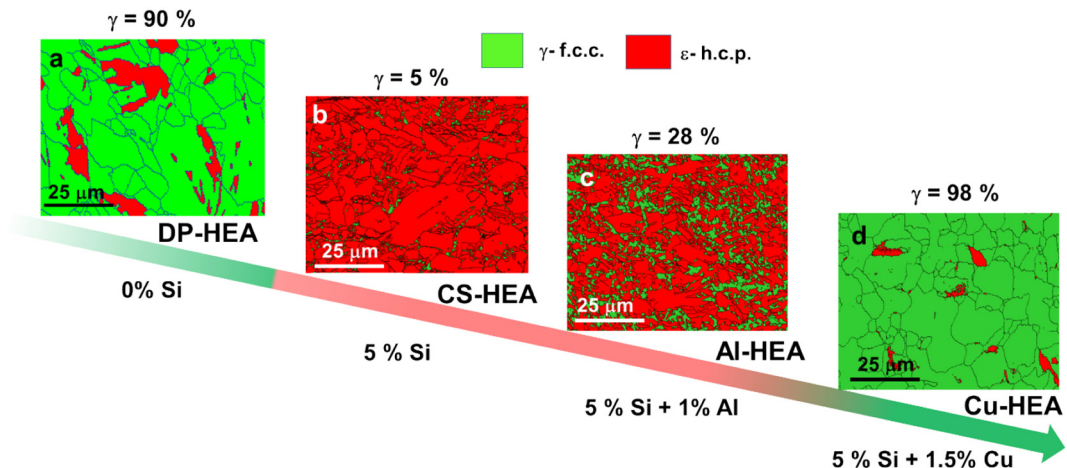 γ = 90 %
γ- f.c.c.
ε- h.c.p.
a
25 μm
DP-HEA
0% Si
γ = 5 %
b
25 μm
CS-HEA
5 % Si
γ = 28 %
c
25 μm
Al-HEA
5 % Si + 1% Al
γ = 98 %
d
25 μm
Cu-HEA
5 % Si + 1.5% Cu